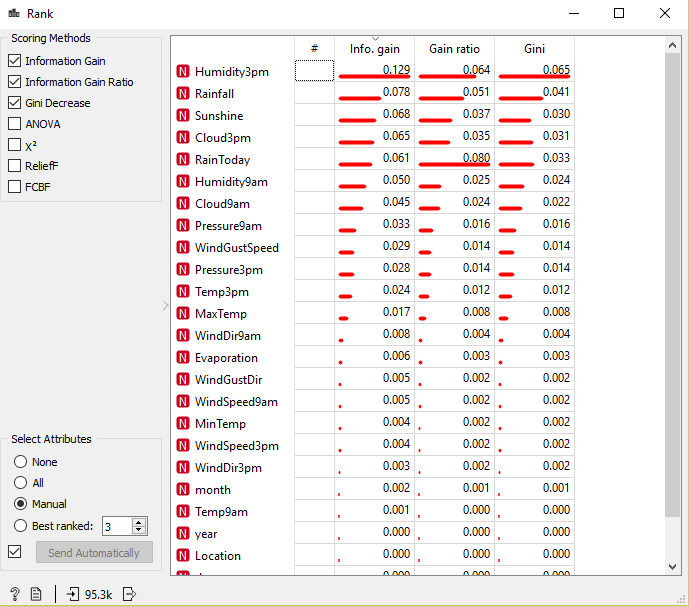 Rank
Scoring Methods
Information Gain
Information Gain Ratio
Gini Decrease
ANOVA
X²
ReliefF
FCBF
Select Attributes
None
All
Manual
Best ranked: 3
Send Automatically
? 95.3k
# Info. gain Gain ratio Gini
N Humidity3pm 0.129 0.064 0.065
N Rainfall 0.078 0.051 0.041
N Sunshine 0.068 0.037 0.030
N Cloud3pm 0.065 0.035 0.031
N RainToday 0.061 0.080 0.033
N Humidity9am 0.050 0.025 0.024
N Cloud9am 0.045 0.024 0.022
N Pressure9am 0.033 0.016 0.016
N WindGustSpeed 0.029 0.014 0.014
N Pressure3pm 0.028 0.014 0.014
N Temp3pm 0.024 0.012 0.012
N MaxTemp 0.017 0.008 0.008
N WindDir9am 0.008 0.004 0.004
N Evaporation 0.006 0.003 0.003
N WindGustDir 0.005 0.002 0.002
N WindSpeed9am 0.005 0.002 0.002
N MinTemp 0.004 0.002 0.002
N WindSpeed3pm 0.004 0.002 0.002
N WindDir3pm 0.003 0.002 0.002
N month 0.002 0.001 0.001
N Temp9am 0.001 0.000 0.000
N year 0.000 0.000 0.000
N Location 0.000 0.000 0.000
0.000 0.000 0.000